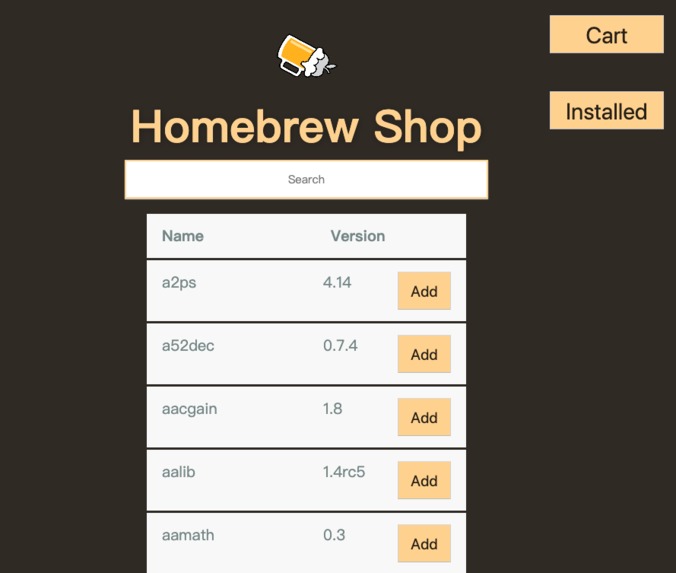 Cart
Installed
Homebrew Shop
Search
Name Version
a2ps 4.14 Add
a52dec 0.7.4 Add
aacgain 1.8 Add
aalib 1.4rc5 Add
aamath 0.3 Add